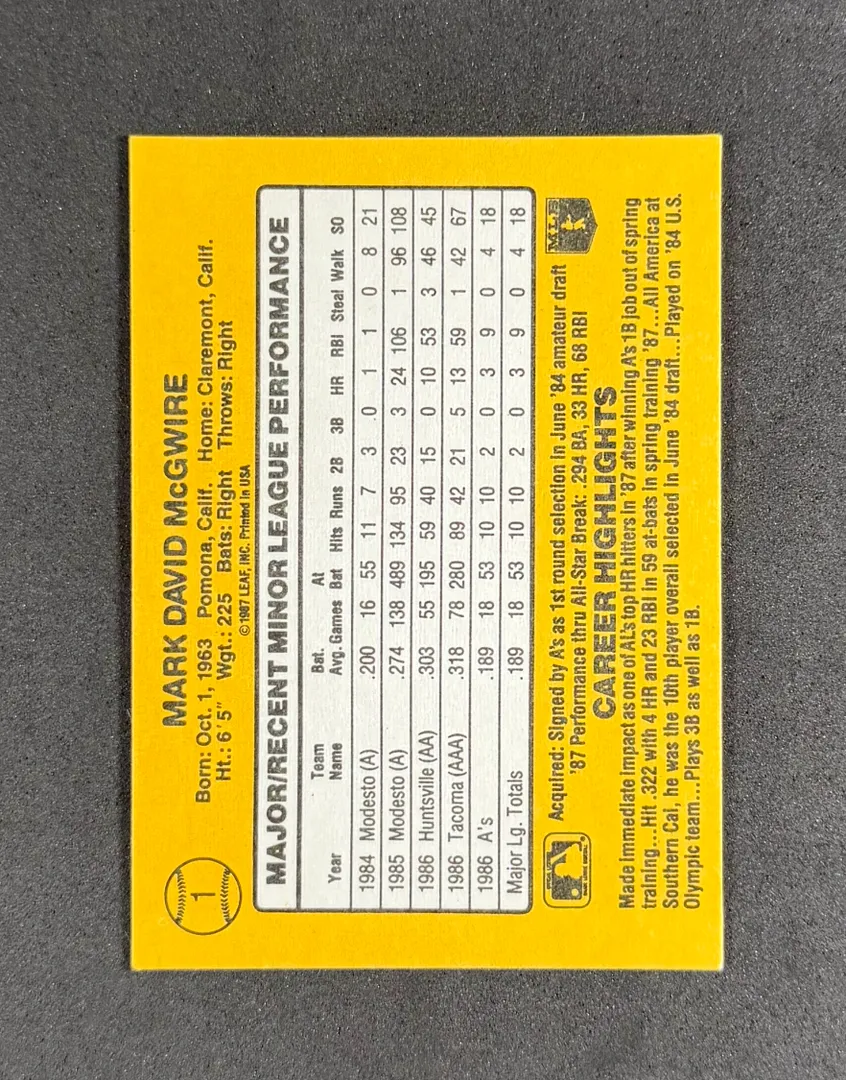 1
MARK DAVID McGWIRE
Born: Oct. 1, 1963 Pomona, Calif. Home: Claremont, Calif.
Ht.: 6'5" Wgt.: 225 Bats: Right Throws: Right
© 1987 LEAF, INC. Printed in USA
MAJOR/RECENT MINOR LEAGUE PERFORMANCE
Team Bat. At
Year Name Avg. Games Bat Hits Runs 2B 3B HR RBI Steal Walk SO
1984 Modesto (A) .200 16 55 11 7 3 .0 1 1 0 8 21
1985 Modesto (A) .274 138 489 134 95 23 3 24 106 1 96 108
1986 Huntsville (AA) .303 55 195 59 40 15 0 10 53 3 46 45
1986 Tacoma (AAA) .318 78 280 89 42 21 5 13 59 1 42 67
1986 A's .189 18 53 10 10 2 0 3 9 0 4 18
Major Lg. Totals .189 18 53 10 10 2 0 3 9 0 4 18
Acquired: Signed by A's as 1st round selection in June '84 amateur draft
'87 Performance thru All-Star Break: .294 BA, 33 HR, 68 RBI
MLB
CAREER HIGHLIGHTS
Made immediate impact as one of AL's top HR hitters in '87 after winning A's 1B job out of spring
training...Hit .322 with 4 HR and 23 RBI in 59 at-bats in spring training '87...All America at
Southern Cal, he was the 10th player overall selected in June '84 draft...Played on '84 U.S.
Olympic team...Plays 3B as well as 1B.